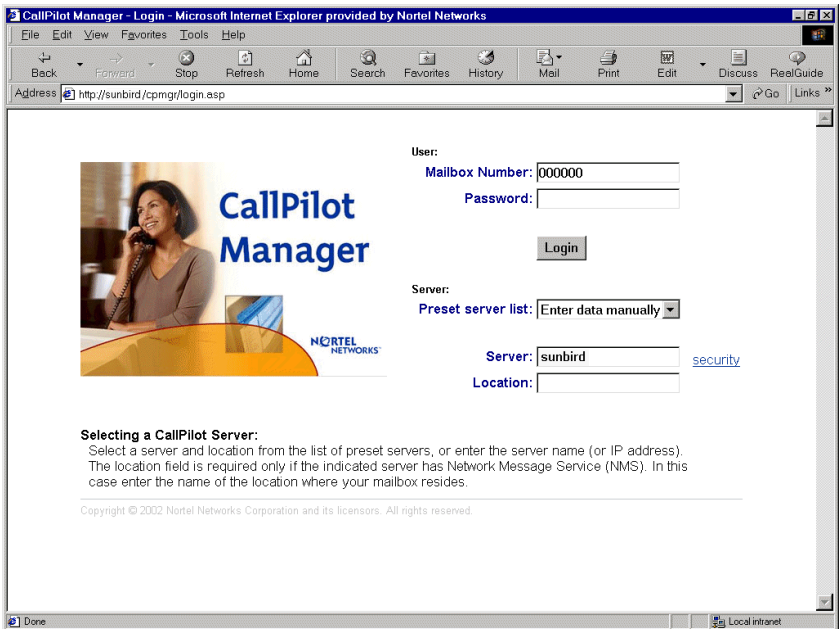 CallPilot Manager - Login - Microsoft Internet Explorer provided by Nortel Networks
File Edit View Favorites Tools Help
Back Forward Stop Refresh Home Search Favorites History Mail Print Edit Discuss RealGuide
Address http://sunbird/cpmgr/login.asp Go Links »
User:
Mailbox Number: 000000
Password:
CallPilot
Manager
Login
Server:
Preset server list: Enter data manually
NORTEL
NETWORKS
Server: sunbird security
Location:
Selecting a CallPilot Server:
Select a server and location from the list of preset servers, or enter the server name (or IP address).
The location field is required only if the indicated server has Network Message Service (NMS). In this
case enter the name of the location where your mailbox resides.
Copyright © 2002 Nortel Networks Corporation and its licensors. All rights reserved.
Done Local intranet